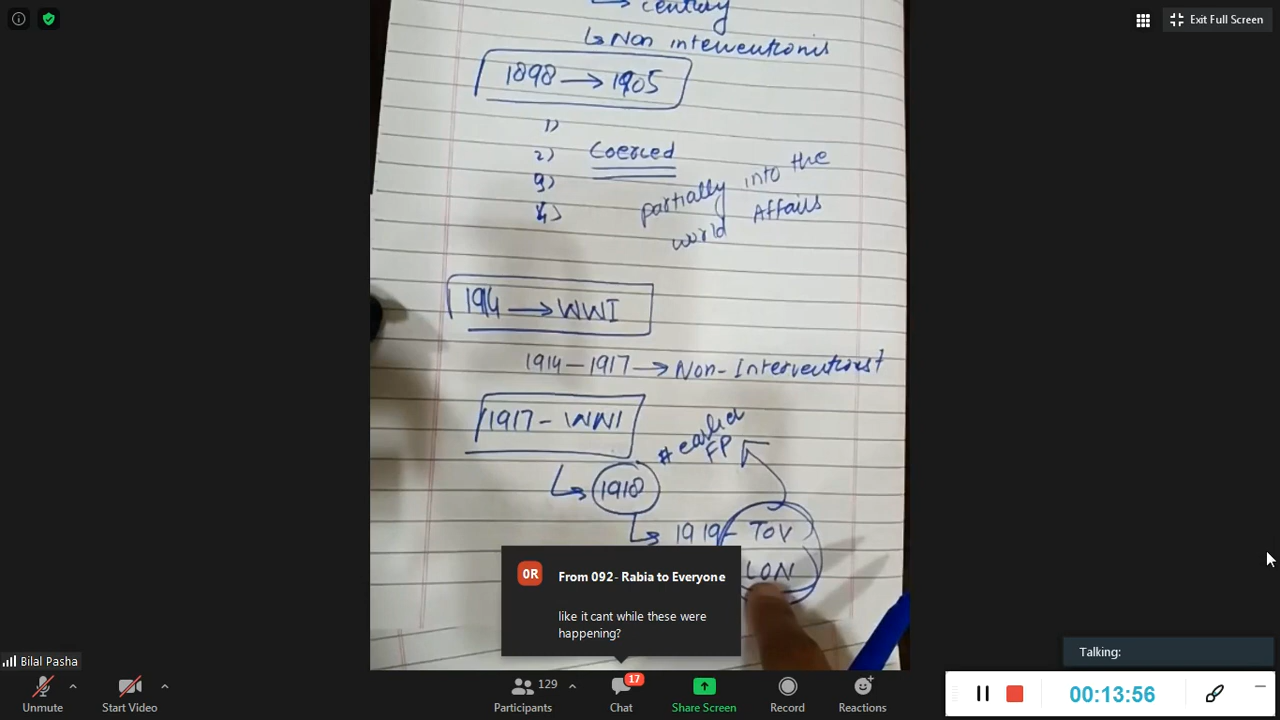 Exit Full Screen
↳ century
↳ Non interventionis
1898 → 1905
1)
2) Coerced
3)
4)
partially into the
world Affairs
1914 → WWI
1914 – 1917 → Non-Interventionist
1917 - WWI
# earlier
FP
↳ 1918
↳ 1919 - TOV
LON
OR From 092- Rabia to Everyone
like it cant while these were
happening?
Talking:
Bilal Pasha
Unmute
Start Video
129
Participants
17
Chat
Share Screen
Record
Reactions
00:13:56